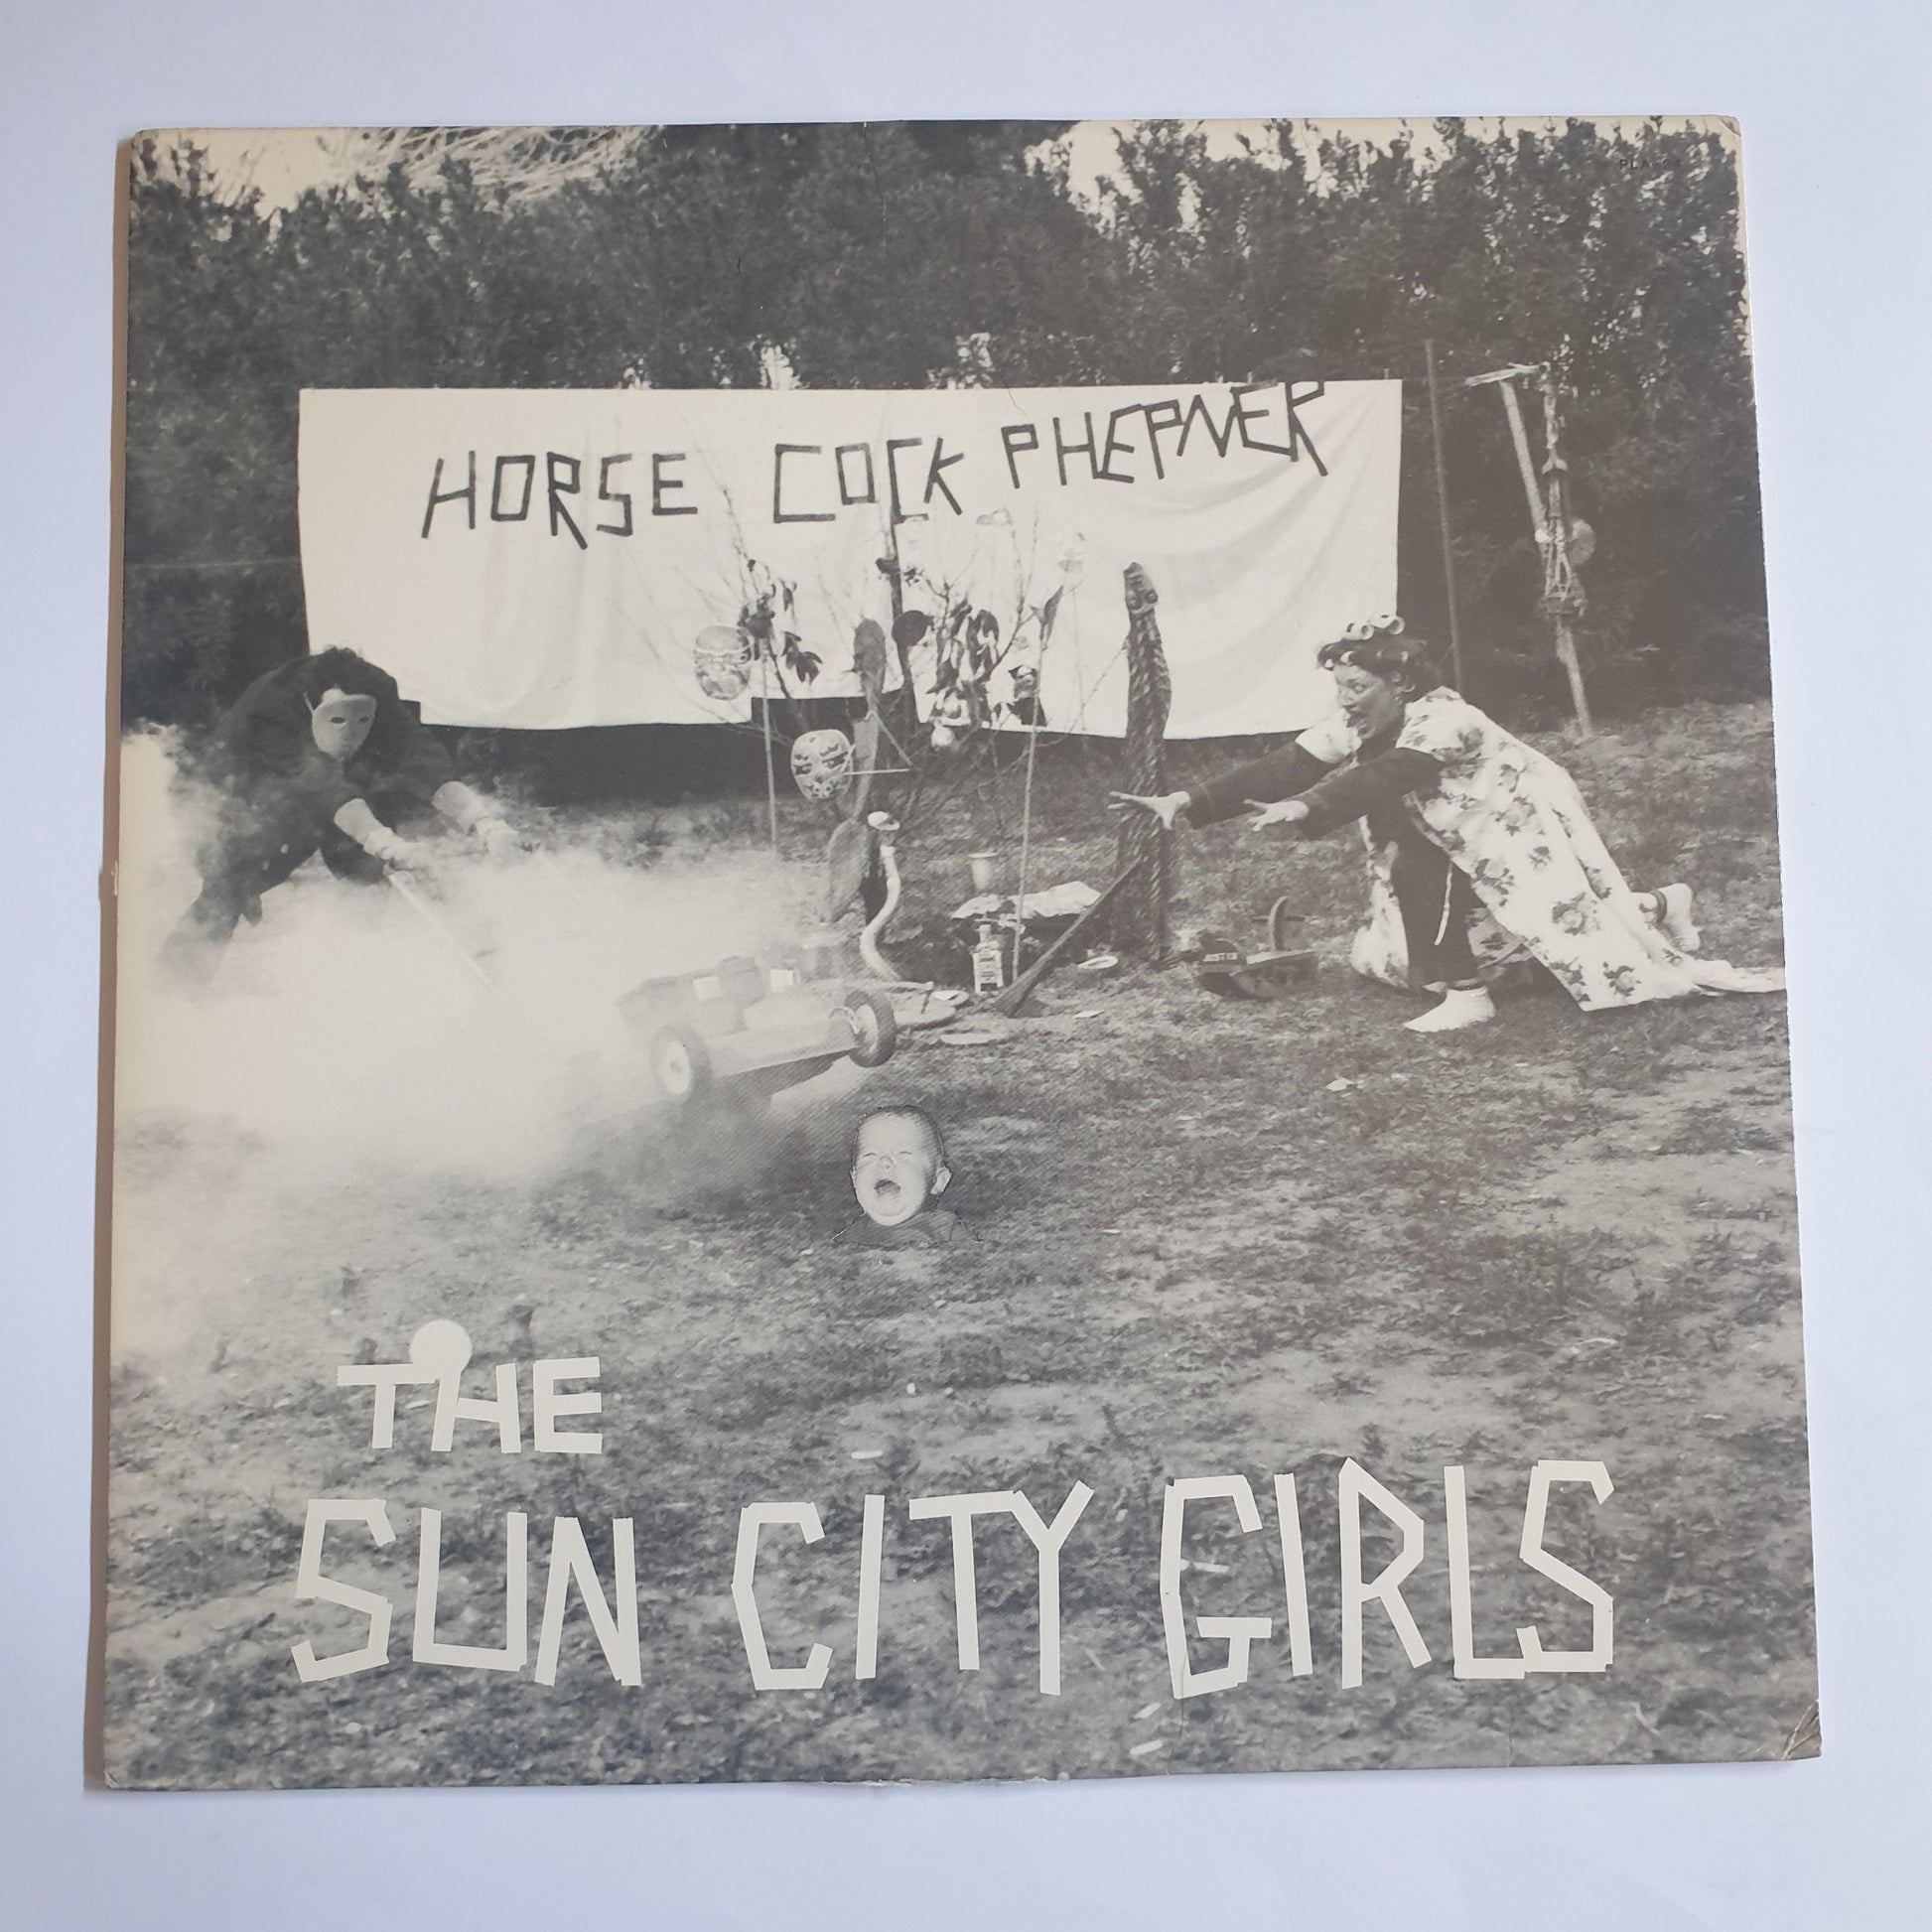 HORSE COCK PHEPNER
THE
SUN CITY GIRLS